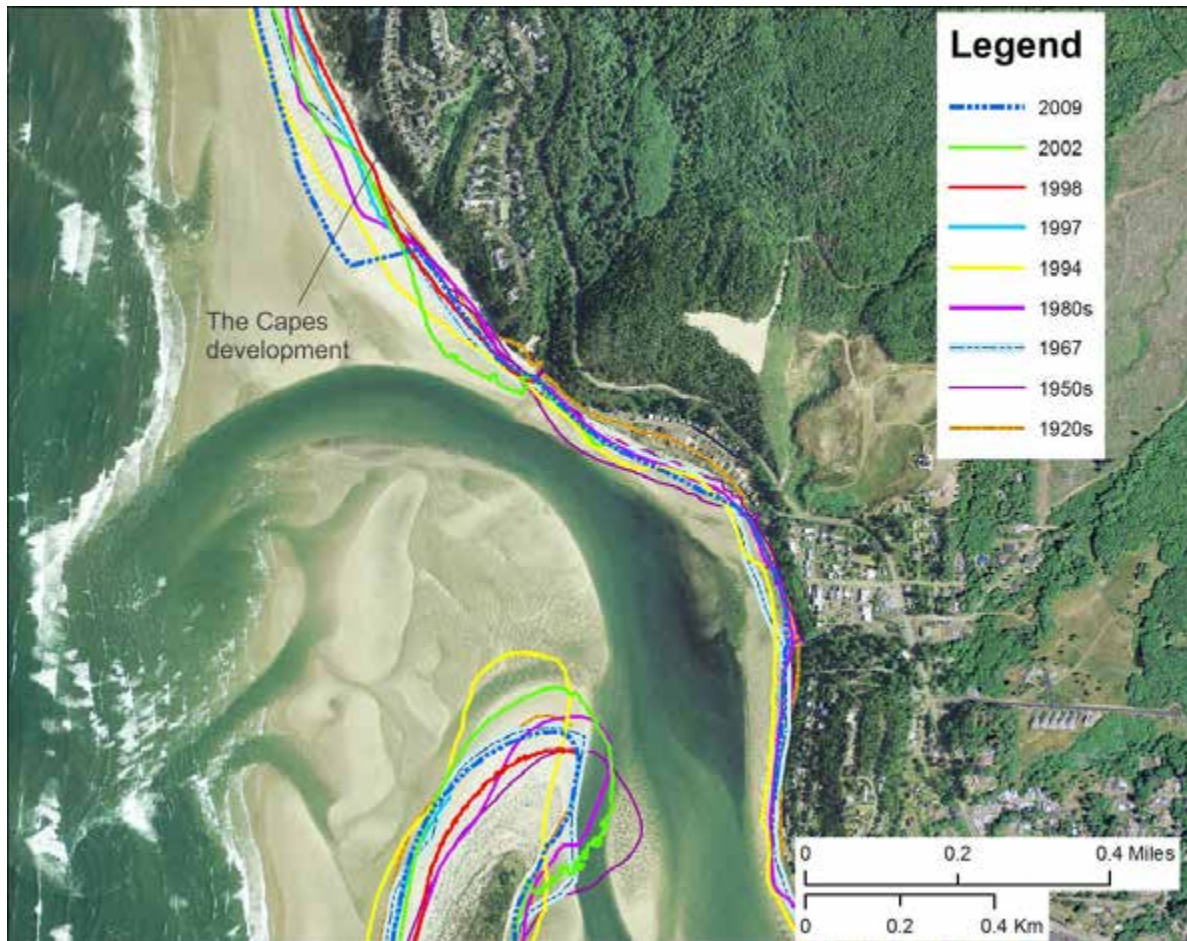 Legend
2009
2002
1998
1997
1994
1980s
1967
1950s
1920s
The Capes
development
0 0.2 0.4 Miles
0 0.2 0.4 Km